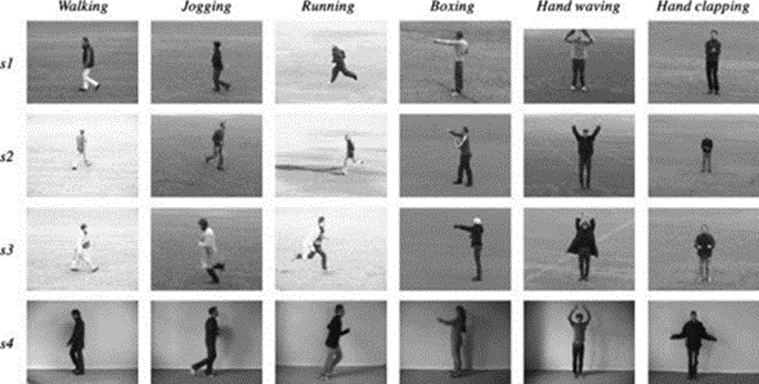 Walking Jogging Running Boxing Hand waving Hand clapping
s1
s2
s3
s4